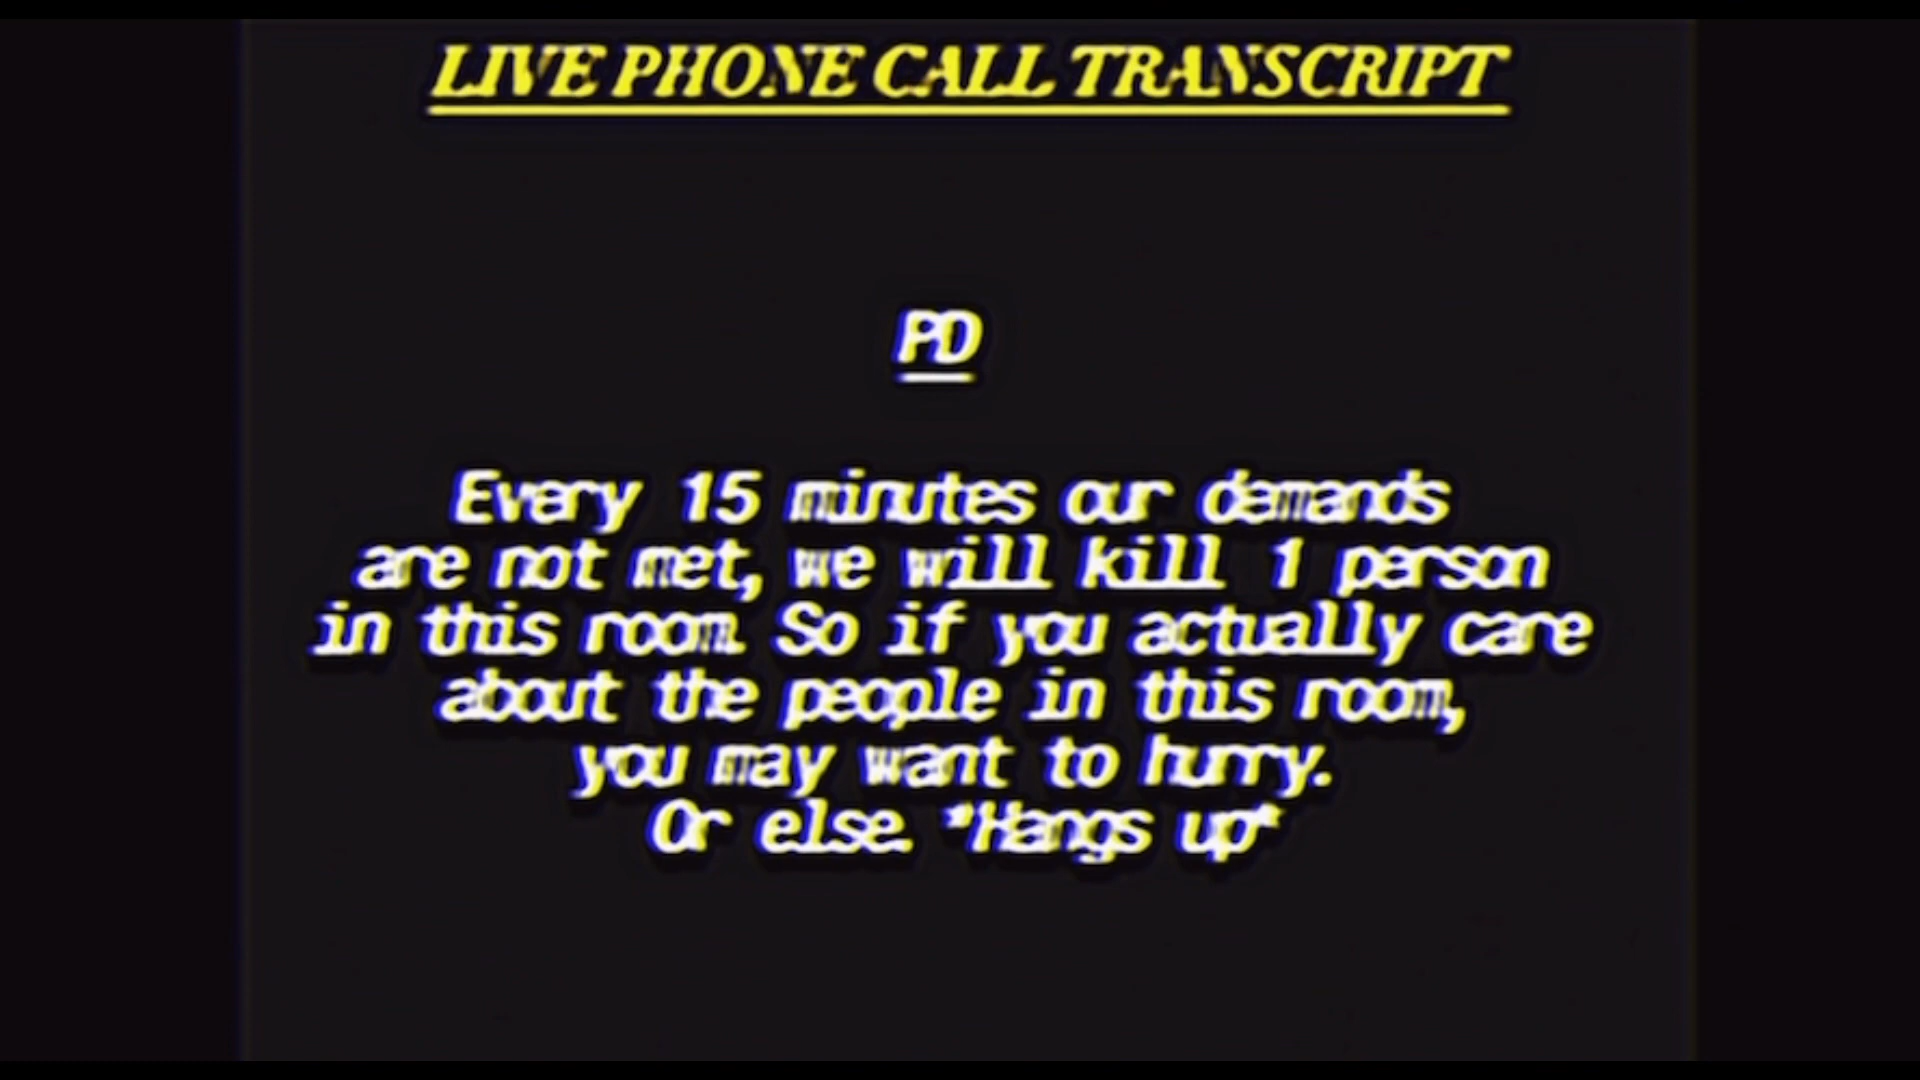 LIVE PHONE CALL TRANSCRIPT
PD
Every 15 minutes our demands
are not met, we will kill 1 person
in this room. So if you actually care
about the people in this room,
you may want to hurry.
Or else. *Hangs up*